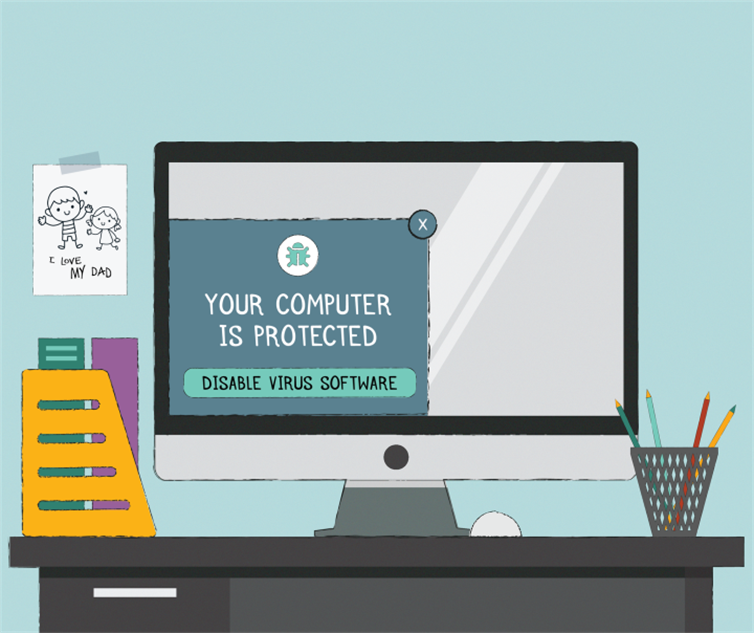 I LOVE
MY DAD
X
YOUR COMPUTER
IS PROTECTED
DISABLE VIRUS SOFTWARE